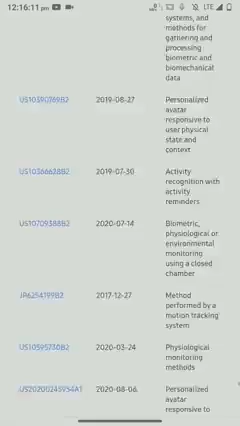 12:16:11 pm
LTE
systems, and
methods for
gathering and
processing
biometric and
biomechanical
data
US10390769B2 2019-08-27 Personalized
avatar
responsive to
user physical
state and
context
US10366628B2 2019-07-30 Activity
recognition with
activity
reminders
US10709388B2 2020-07-14 Biometric,
physiological or
environmental
monitoring
using a closed
chamber
JP6254199B2 2017-12-27 Method
performed by a
motion tracking
system
US10595730B2 2020-03-24 Physiological
monitoring
methods
US20200245954A1 2020-08-06 Personalized
avatar
responsive to